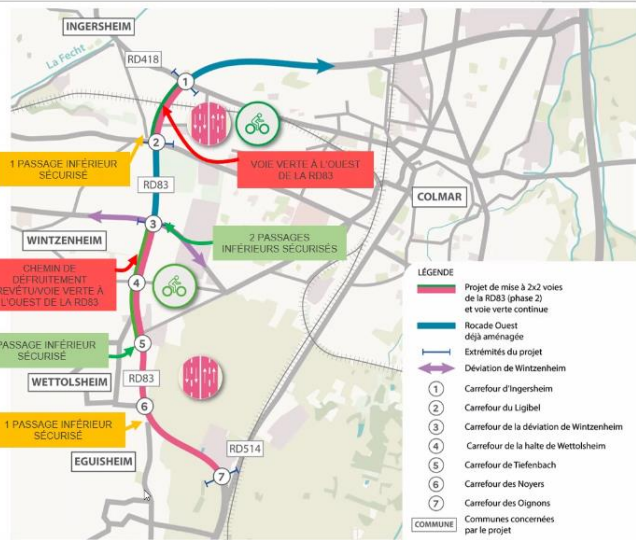 INGERSHEIM
La Fecht
RD418
1
1 PASSAGE INFÉRIEUR
SÉCURISÉ
2
VOIE VERTE À L'OUEST
DE LA RD83
RD83
COLMAR
3
2 PASSAGES
INFÉRIEURS SÉCURISÉS
WINTZENHEIM
CHEMIN DE
DÉFRUITEMENT
REVÊTU/VOIE VERTE À
L'OUEST DE LA RD83
4
PASSAGE INFÉRIEUR
SÉCURISÉ
5
WETTOLSHEIM
RD83
6
1 PASSAGE INFÉRIEUR
SÉCURISÉ
EGUISHEIM
RD514
7
LÉGENDE
Projet de mise à 2x2 voies
de la RD83 (phase 2)
et voie verte continue
Rocade Ouest
déjà aménagée
Extrémités du projet
Déviation de Wintzenheim
1 Carrefour d'Ingersheim
2 Carrefour du Ligibel
3 Carrefour de la déviation de Wintzenheim
4 Carrefour de la halte de Wettolsheim
5 Carrefour de Tiefenbach
6 Carrefour des Noyers
7 Carrefour des Oignons
COMMUNE Communes concernées
par le projet